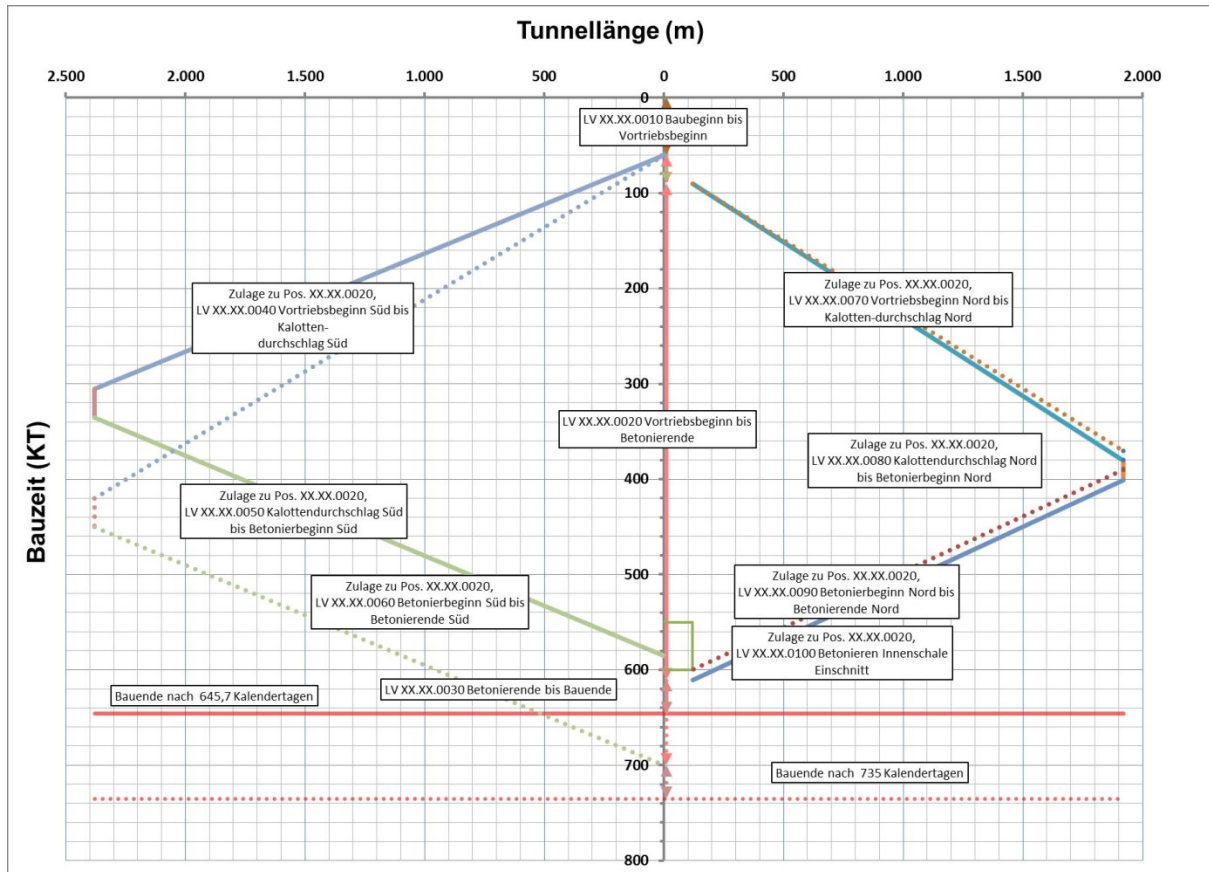 Tunnellänge (m)
2.500 2.000 1.500 1.000 500 0 500 1.000 1.500 2.000
0
LV XX.XX.0010 Baubeginn bis
Vortriebsbeginn
100
200
Zulage zu Pos. XX.XX.0020,
LV XX.XX.0040 Vortriebsbeginn Süd bis
Kalotten-
durchschlag Süd
Zulage zu Pos. XX.XX.0020,
LV XX.XX.0070 Vortriebsbeginn Nord bis
Kalotten-durchschlag Nord
300
LV XX.XX.0020 Vortriebsbeginn bis
Betonierende
Zulage zu Pos. XX.XX.0020,
LV XX.XX.0080 Kalottendurchschlag Nord
bis Betonierbeginn Nord
400
Bauzeit (KT)
Zulage zu Pos. XX.XX.0020,
LV XX.XX.0050 Kalottendurchschlag Süd
bis Betonierbeginn Süd
500
Zulage zu Pos. XX.XX.0020,
LV XX.XX.0060 Betonierbeginn Süd bis
Betonierende Süd
Zulage zu Pos. XX.XX.0020,
LV XX.XX.0090 Betonierbeginn Nord bis
Betonierende Nord
Zulage zu Pos. XX.XX.0020,
LV XX.XX.0100 Betonieren Innenschale
Einschnitt
600
LV XX.XX.0030 Betonierende bis Bauende
Bauende nach 645,7 Kalendertagen
700
Bauende nach 735 Kalendertagen
800